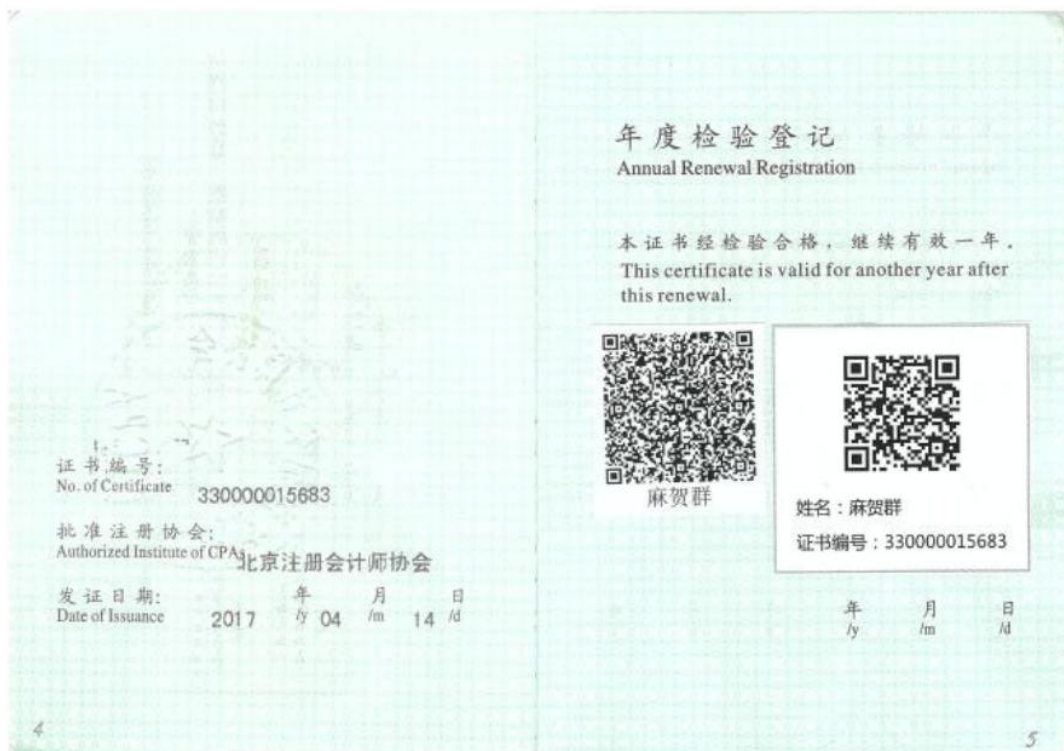 证书编号:
No. of Certificate
330000015683
批准注册协会:
Authorized Institute of CPAs
北京注册会计师协会
发证日期:
Date of Issuance
2017 年 04 月 14 日
/y /m /d
4
年度检验登记
Annual Renewal Registration
本证书经检验合格，继续有效一年.
This certificate is valid for another year after
this renewal.
麻贺群
姓名：麻贺群
证书编号：330000015683
年 月 日
/y /m /d
5